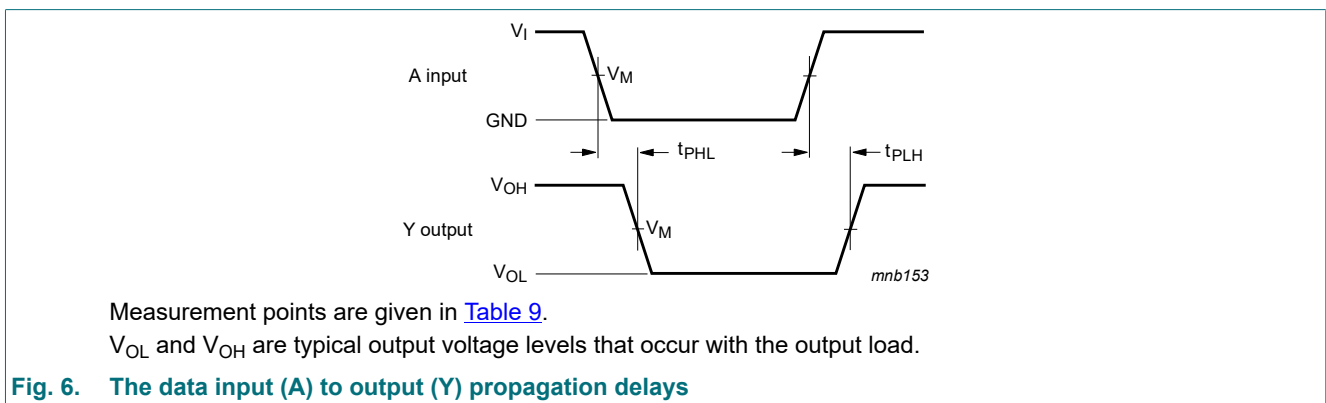 V_I
A input
V_M
GND
t_PHL
t_PLH
V_OH
Y output
V_M
V_OL
mnb153
Measurement points are given in Table 9.
V_OL and V_OH are typical output voltage levels that occur with the output load.
Fig. 6. The data input (A) to output (Y) propagation delays